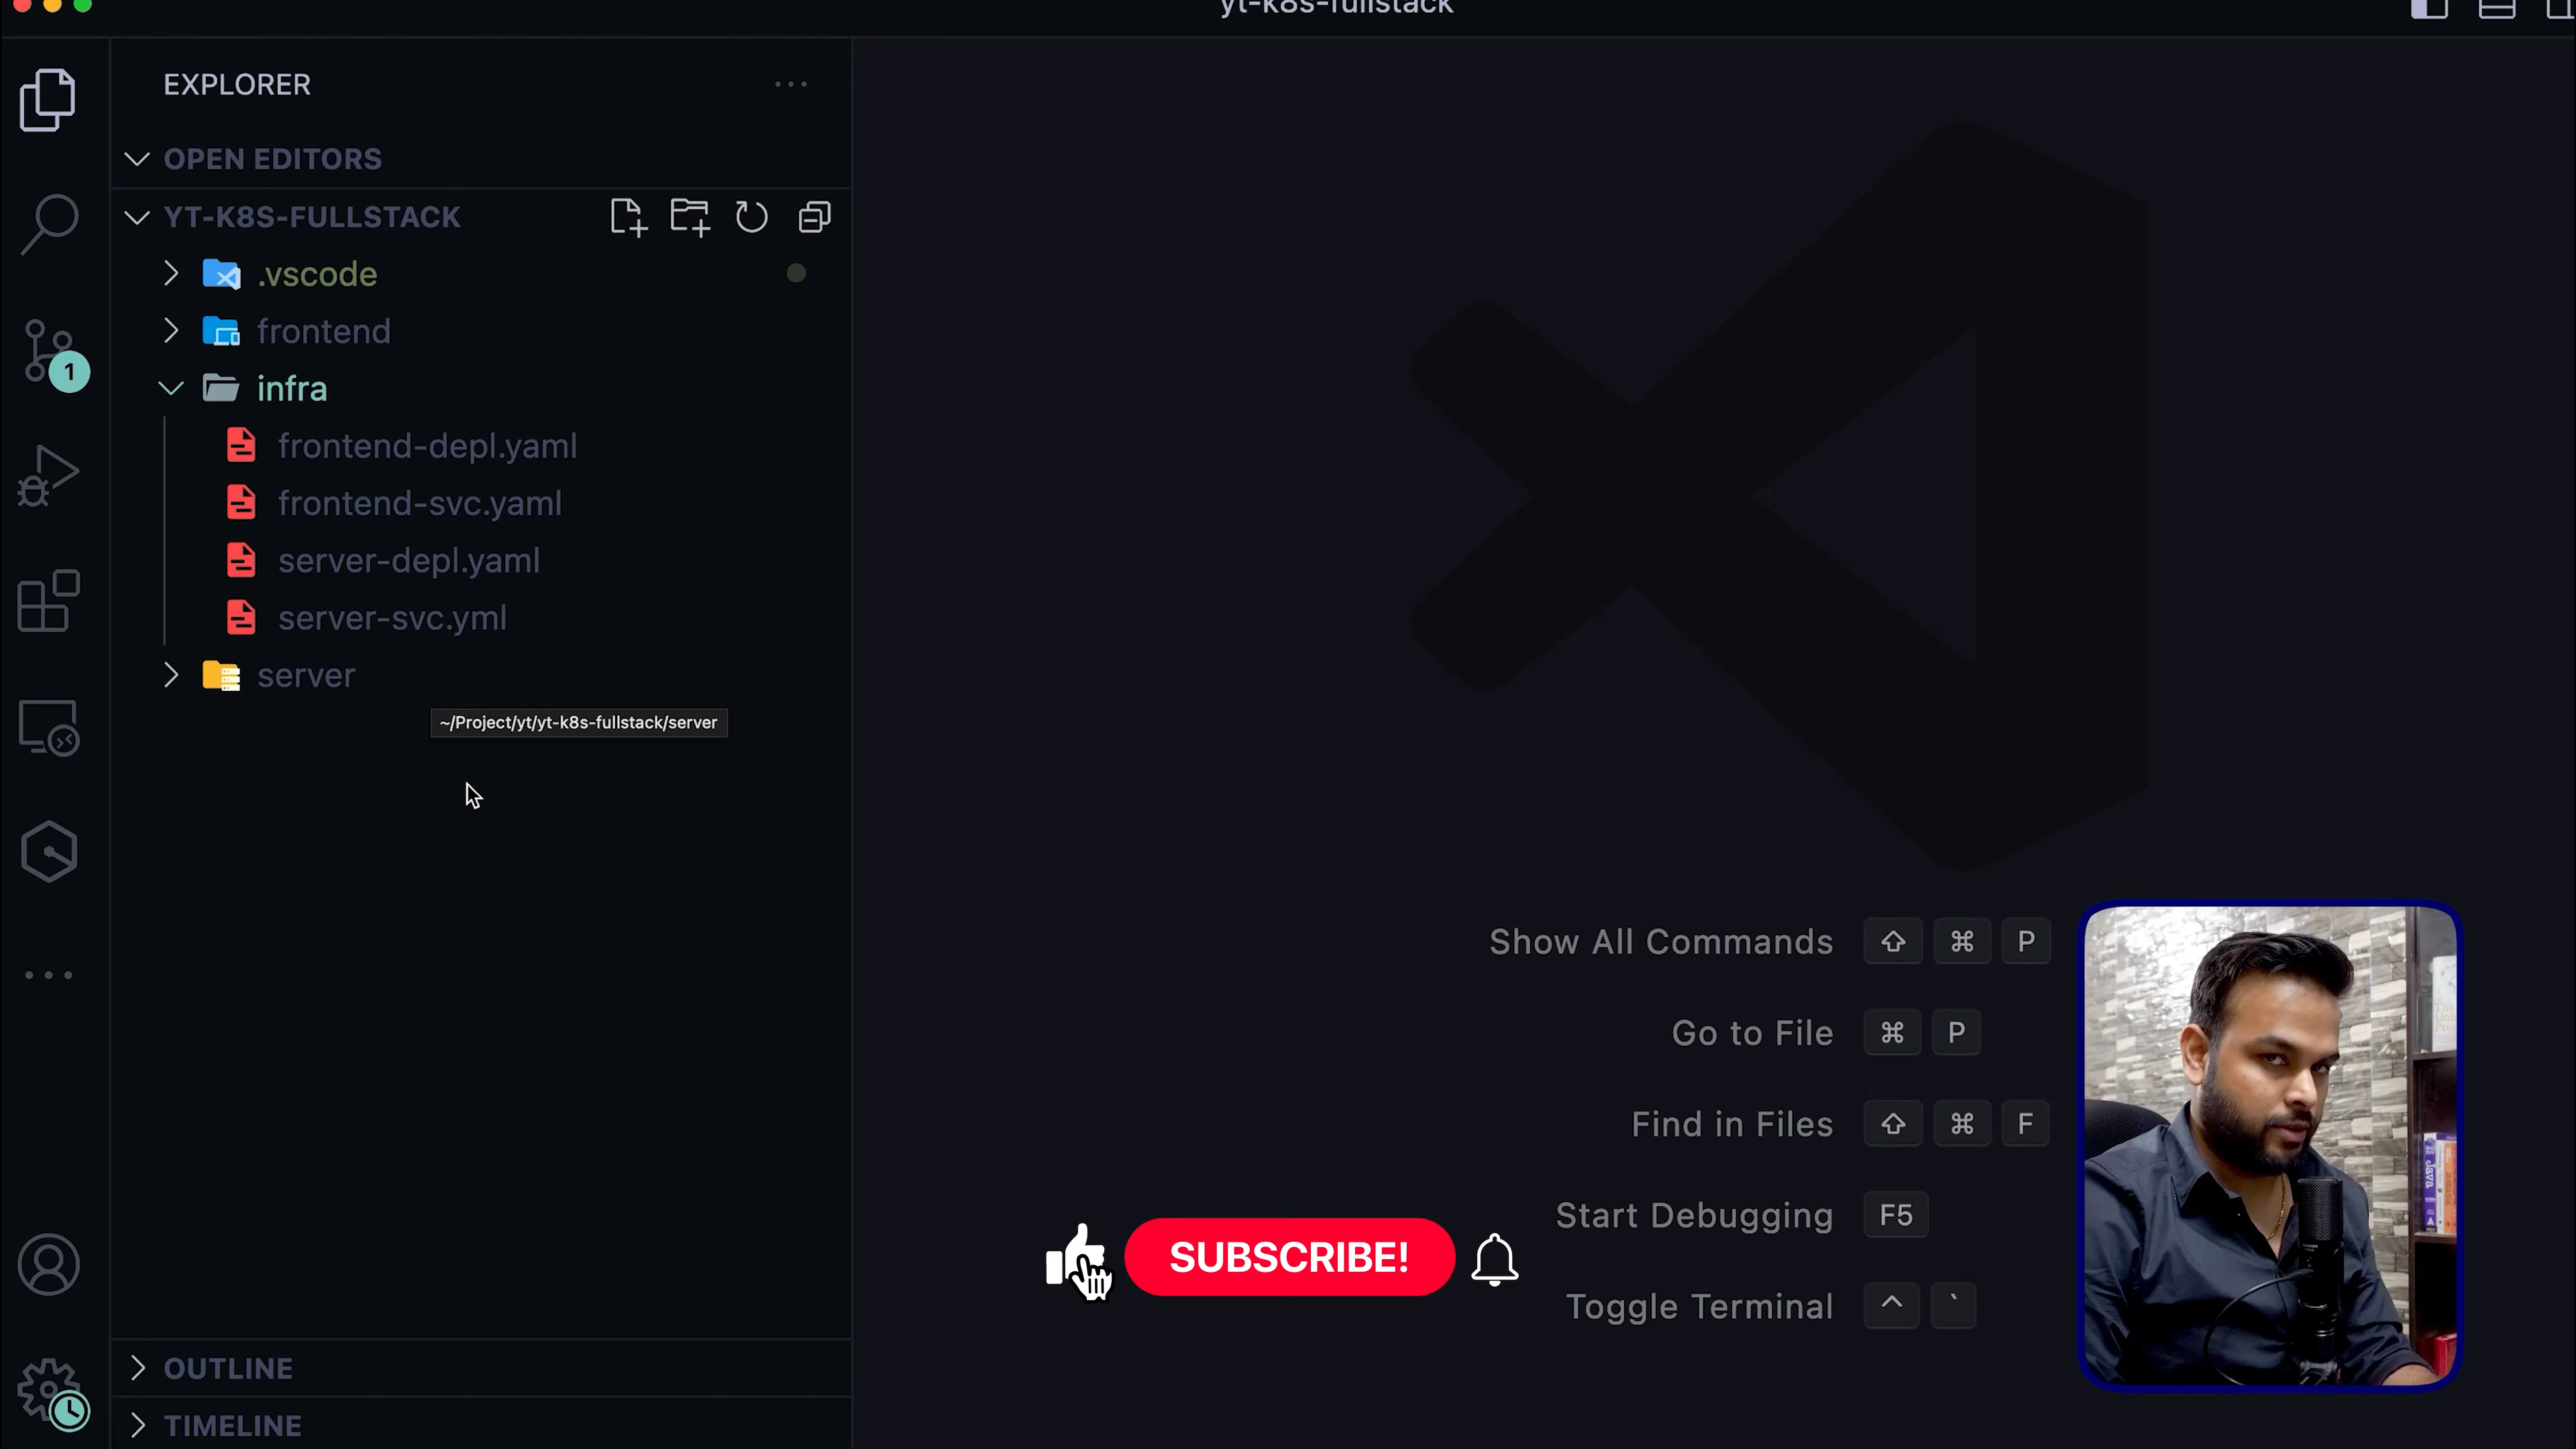 yt-k8s-fullstack
EXPLORER
OPEN EDITORS
YT-K8S-FULLSTACK
.vscode
frontend
1
infra
frontend-depl.yaml
frontend-svc.yaml
server-depl.yaml
server-svc.yml
server
~/Project/yt/yt-k8s-fullstack/server
Show All Commands ⇧ ⌘ P
Go to File ⌘ P
Find in Files ⇧ ⌘ F
Start Debugging F5
Toggle Terminal ^ `
SUBSCRIBE!
Java
OUTLINE
TIMELINE